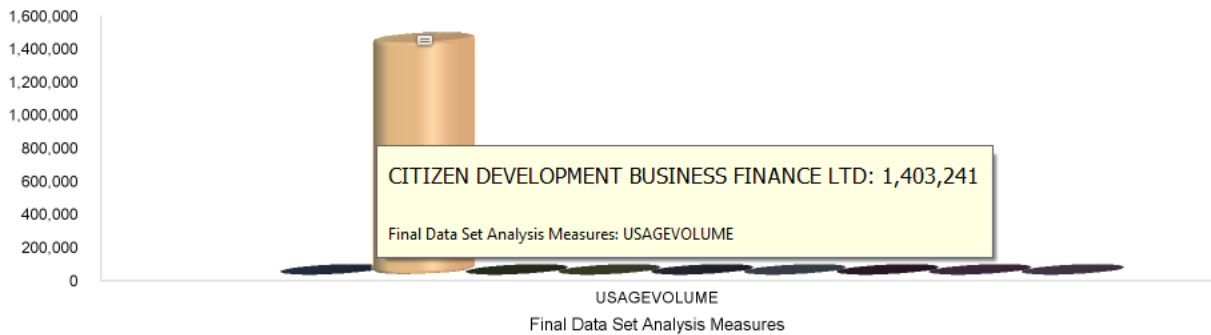 1,600,000
1,400,000
1,200,000
1,000,000
800,000
600,000
400,000
200,000
0
CITIZEN DEVELOPMENT BUSINESS FINANCE LTD: 1,403,241
Final Data Set Analysis Measures: USAGEVOLUME
USAGEVOLUME
Final Data Set Analysis Measures